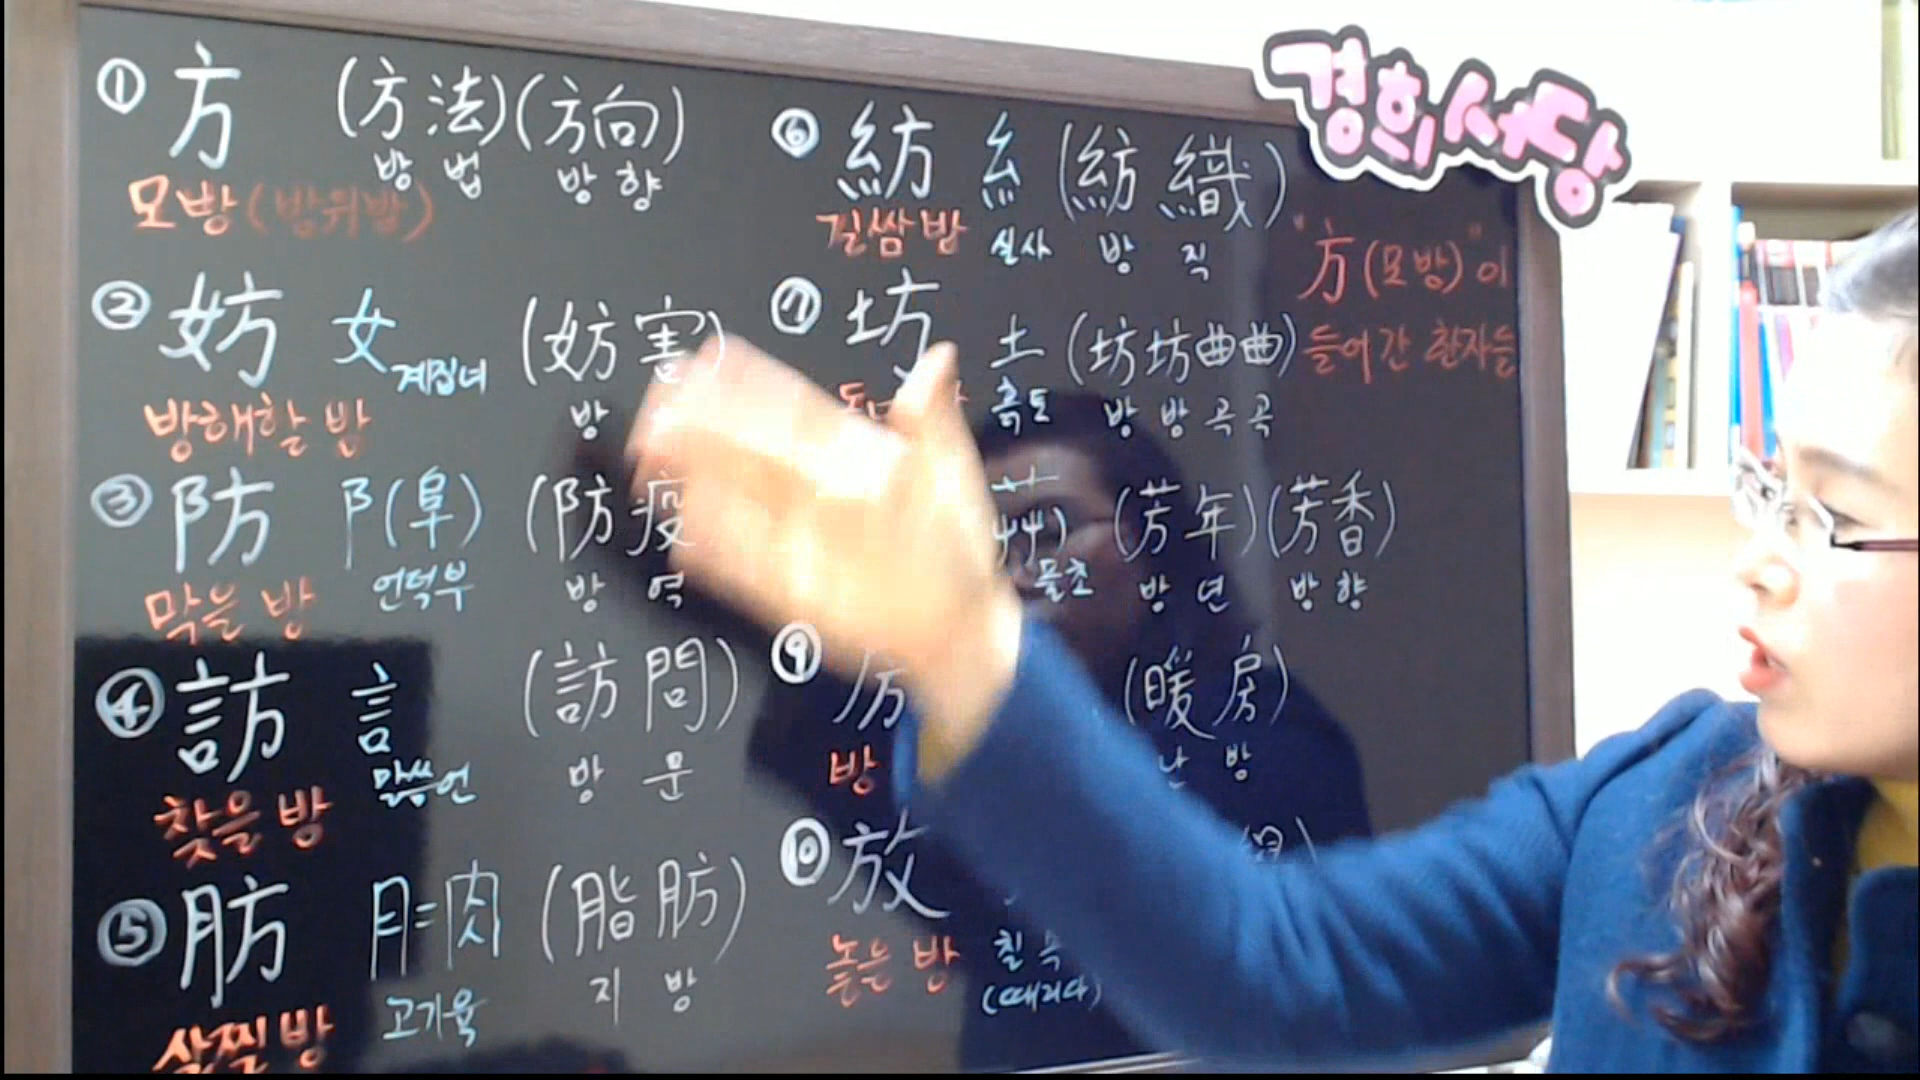 ① 方 (方法)(方向)
방 법 방 향
모방(방위방)
② 妨 女 계집녀 (妨害)
방
방해할 방
③ 防 阝(阜) (防疫)
언덕부 방 역
막을 방
④ 訪 言 (訪問)
말씀언 방 문
찾을 방
⑤ 肪 月=肉 (脂肪)
고기육 지 방
살찔 방
⑥ 紡 糸 (紡織)
길쌈 방 실사 방 직
⑦ 坊 土 (坊坊曲曲)
흙토 방 방 곡 곡
艸) (芳年)(芳香)
풀초 방 년 방 향
⑨ (暖房)
방 난 방
⑩ 放
놓을 방 칠
(때리다)
"方(모방)"이
들어간 한자들
경희서당